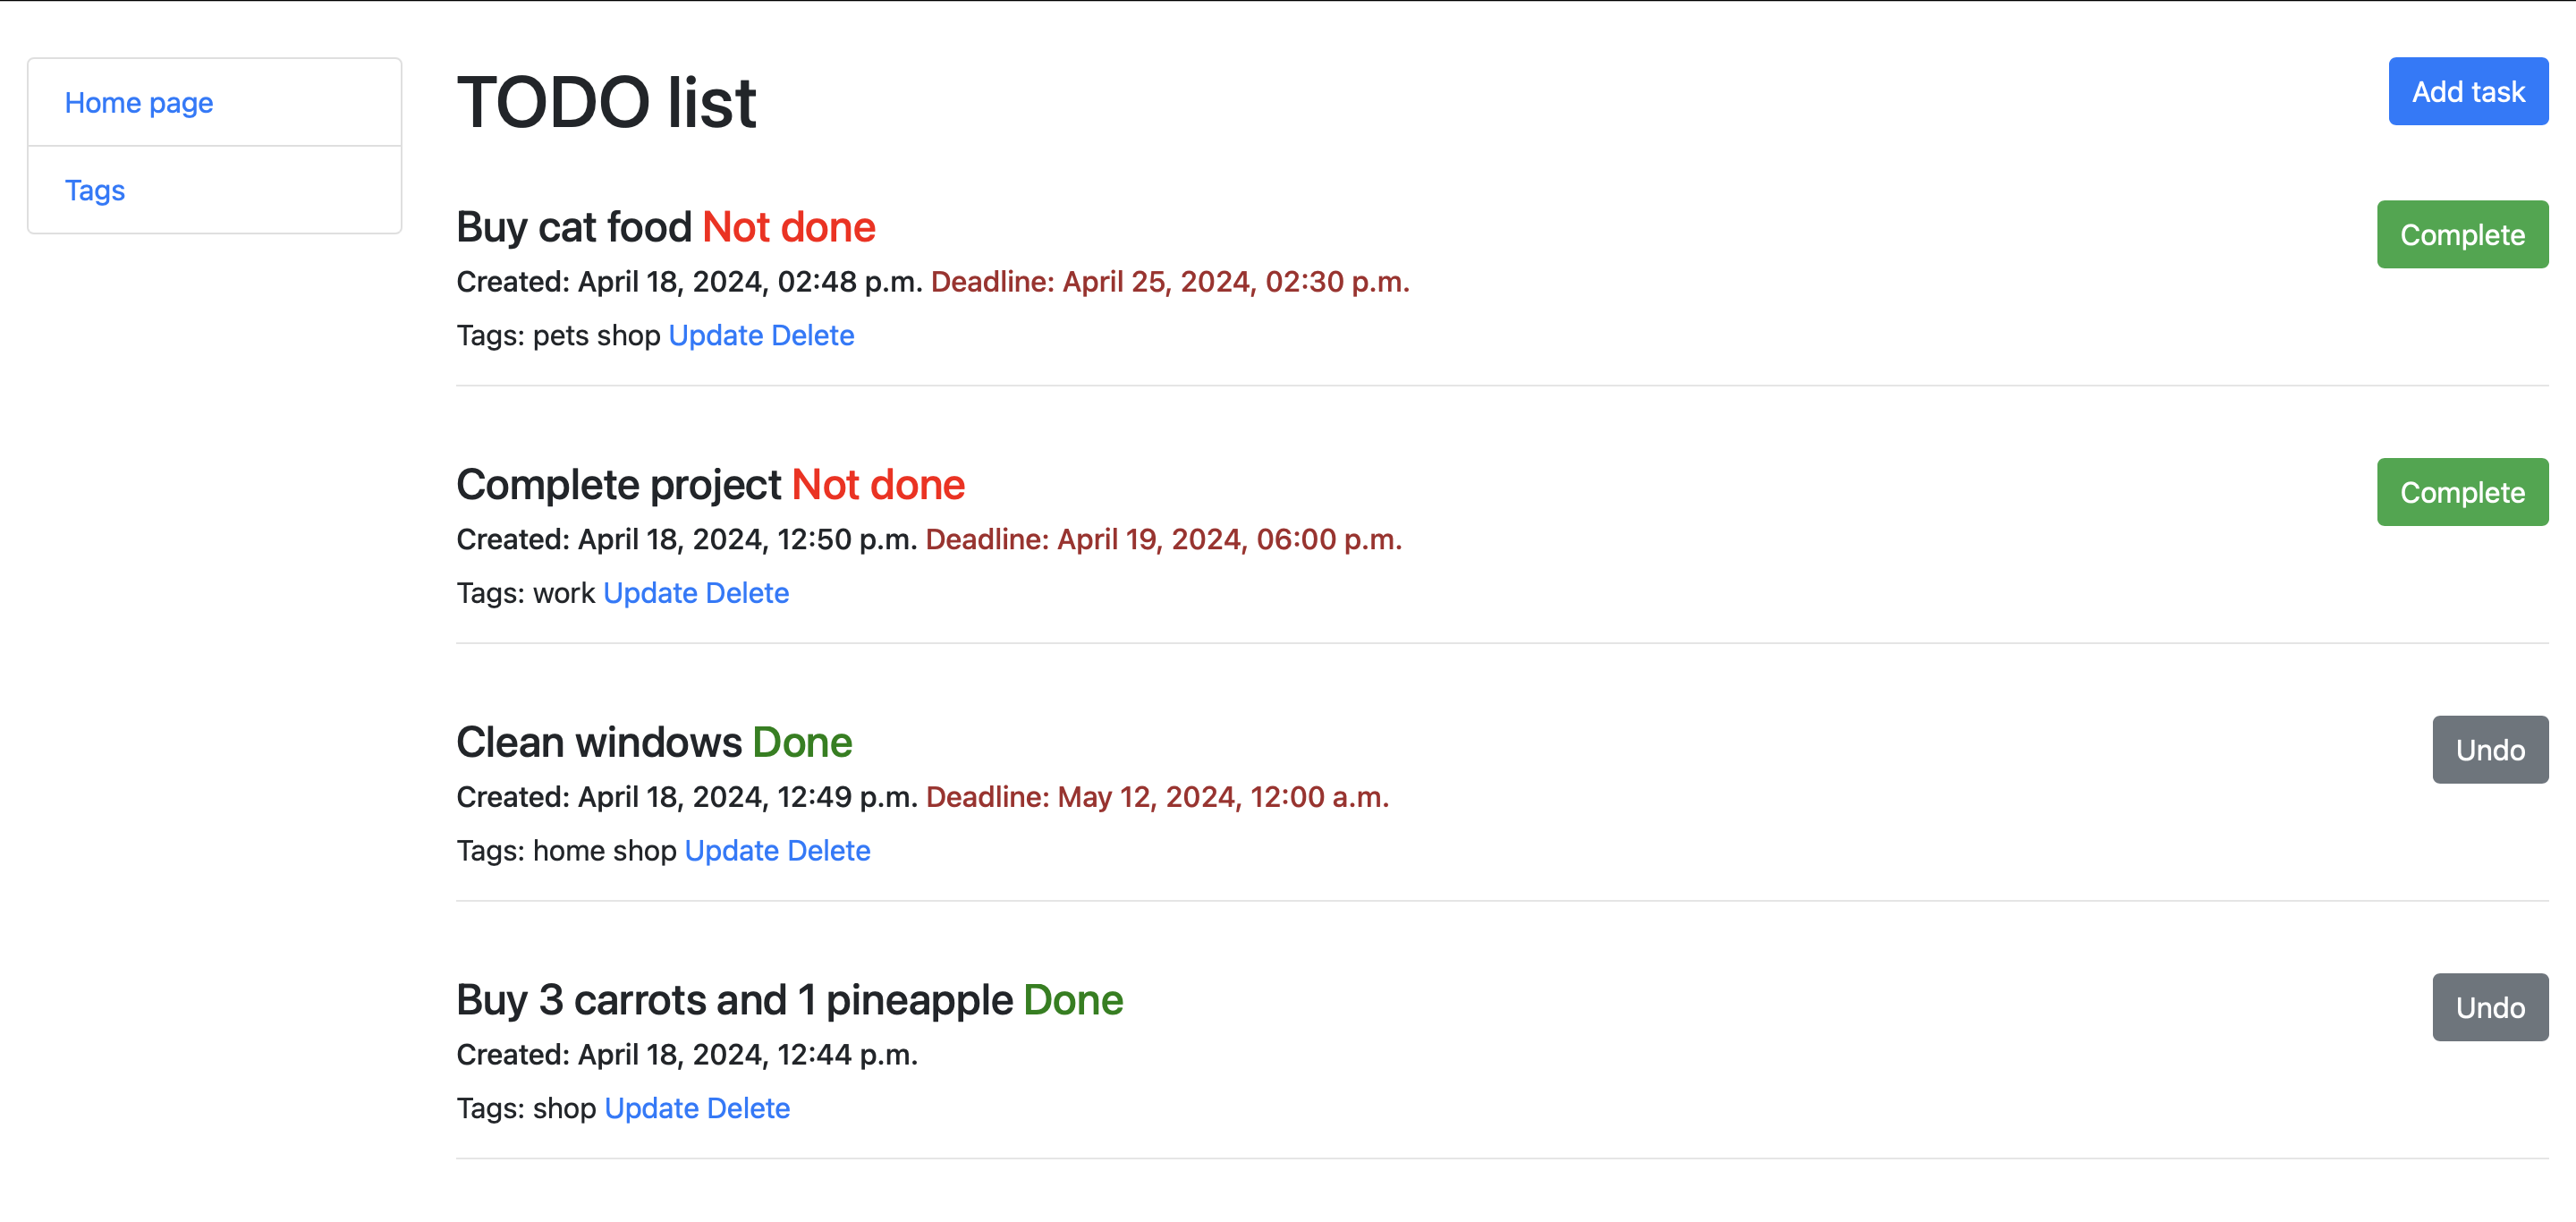 Home page
Tags
TODO list
Add task
Buy cat food Not done
Complete
Created: April 18, 2024, 02:48 p.m. Deadline: April 25, 2024, 02:30 p.m.
Tags: pets shop Update Delete
Complete project Not done
Complete
Created: April 18, 2024, 12:50 p.m. Deadline: April 19, 2024, 06:00 p.m.
Tags: work Update Delete
Clean windows Done
Undo
Created: April 18, 2024, 12:49 p.m. Deadline: May 12, 2024, 12:00 a.m.
Tags: home shop Update Delete
Buy 3 carrots and 1 pineapple Done
Undo
Created: April 18, 2024, 12:44 p.m.
Tags: shop Update Delete